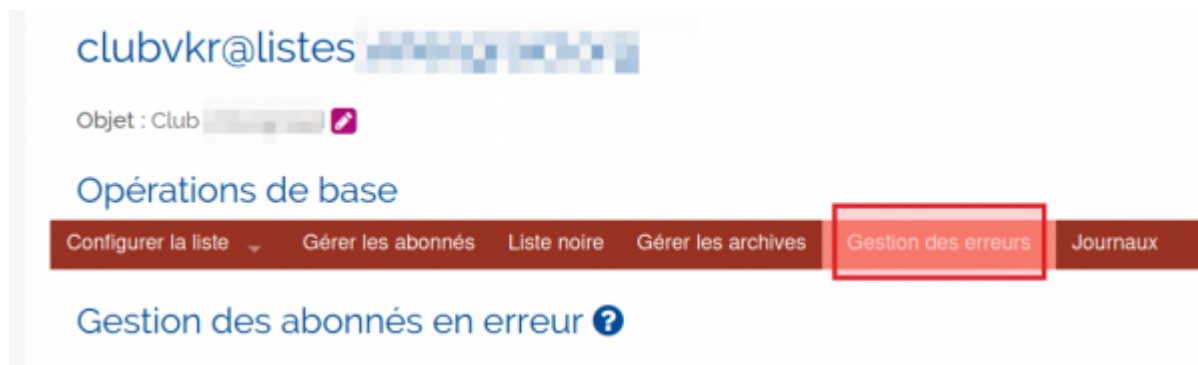 clubvkr@listes
Objet : Club
Opérations de base
Configurer la liste Gérer les abonnés Liste noire Gérer les archives Gestion des erreurs Journaux
Gestion des abonnés en erreur ?